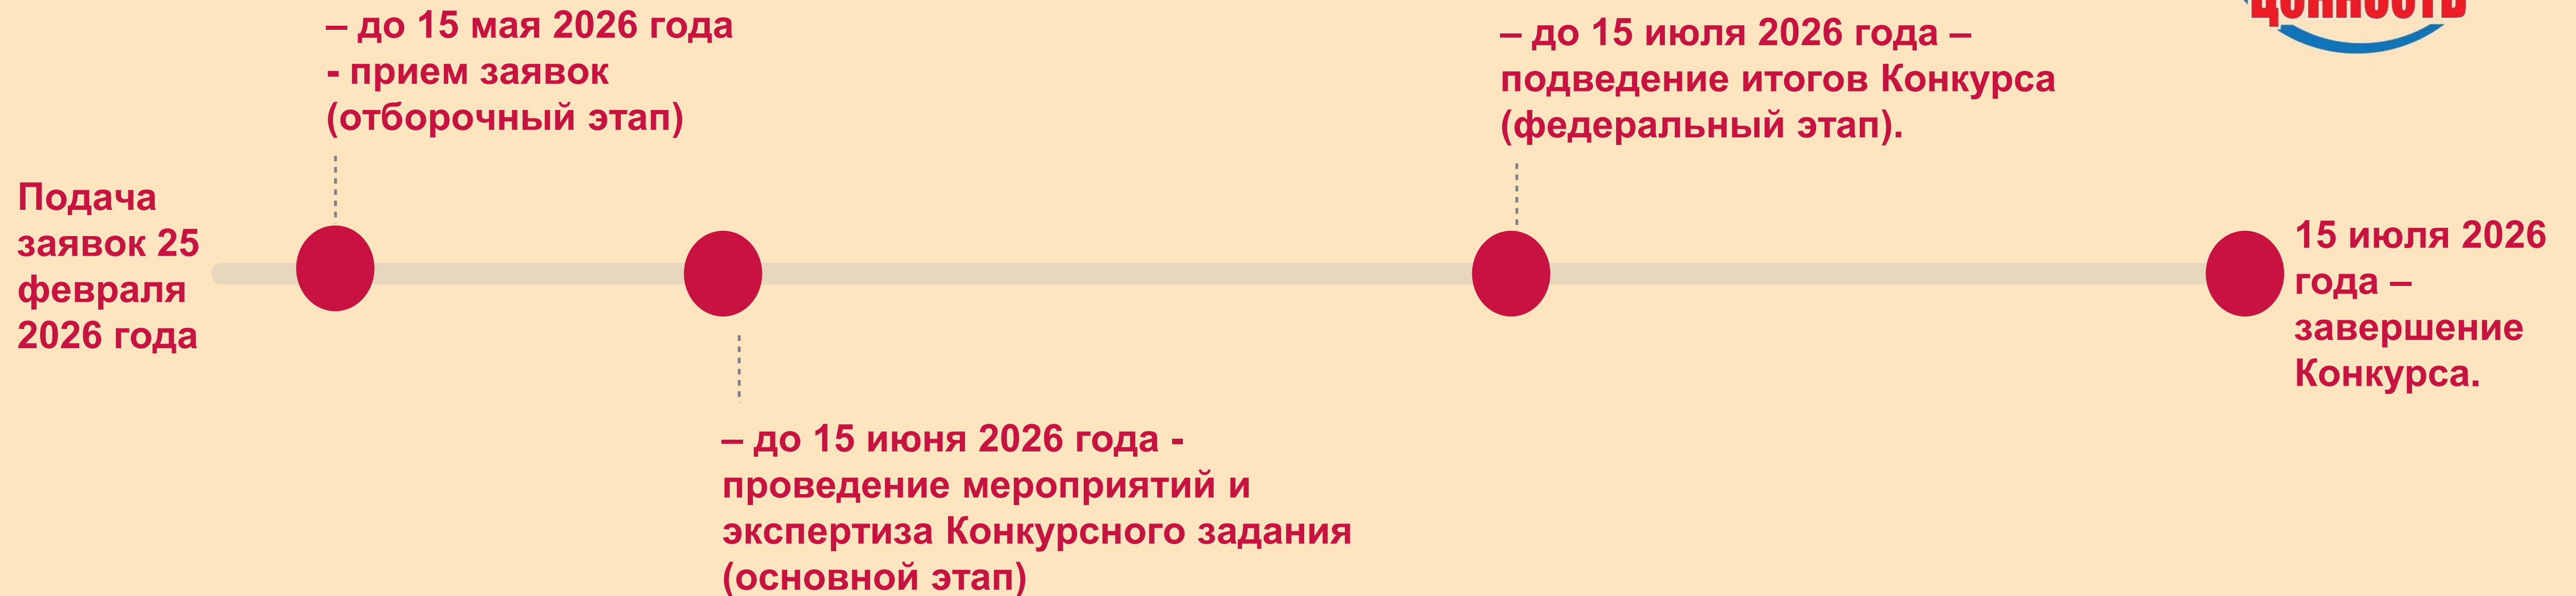 – до 15 мая 2026 года
- прием заявок
(отборочный этап)
– до 15 июля 2026 года –
подведение итогов Конкурса
(федеральный этап).
ЦЕННОСТЬ
Подача
заявок 25
февраля
2026 года
15 июля 2026
года –
завершение
Конкурса.
– до 15 июня 2026 года -
проведение мероприятий и
экспертиза Конкурсного задания
(основной этап)